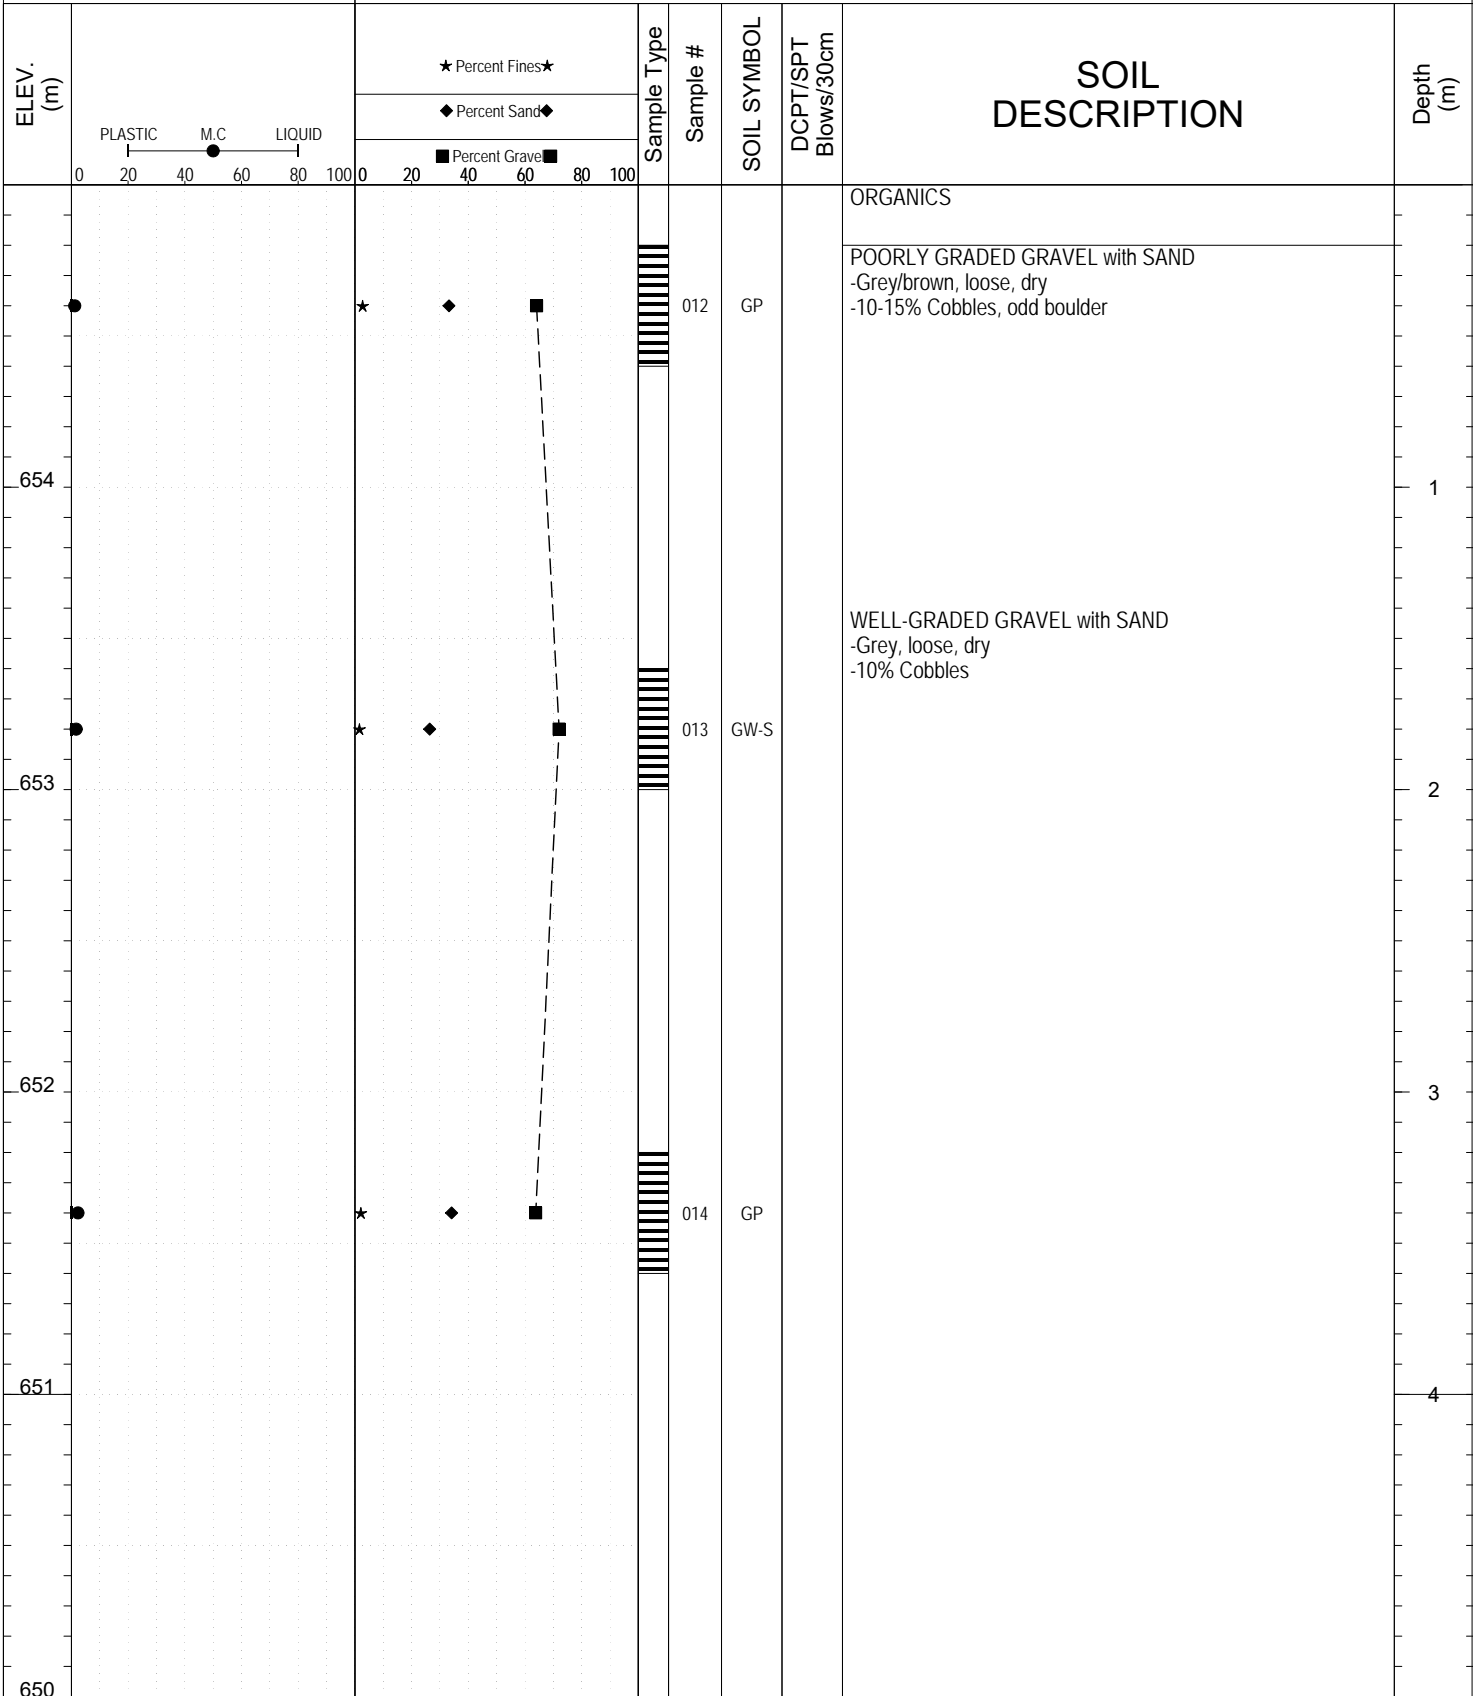 ELEV.
(m)
PLASTIC M.C LIQUID
0 20 40 60 80 100
★ Percent Fines★
◆ Percent Sand◆
■ Percent Gravel■
0 20 40 60 80 100
Sample Type
Sample #
SOIL SYMBOL
DCPT/SPT
Blows/30cm
SOIL
DESCRIPTION
Depth
(m)
ORGANICS
POORLY GRADED GRAVEL with SAND
-Grey/brown, loose, dry
012 GP -10-15% Cobbles, odd boulder
654 1
WELL-GRADED GRAVEL with SAND
-Grey, loose, dry
-10% Cobbles
013 GW-S
653 2
652 3
014 GP
651 4
650